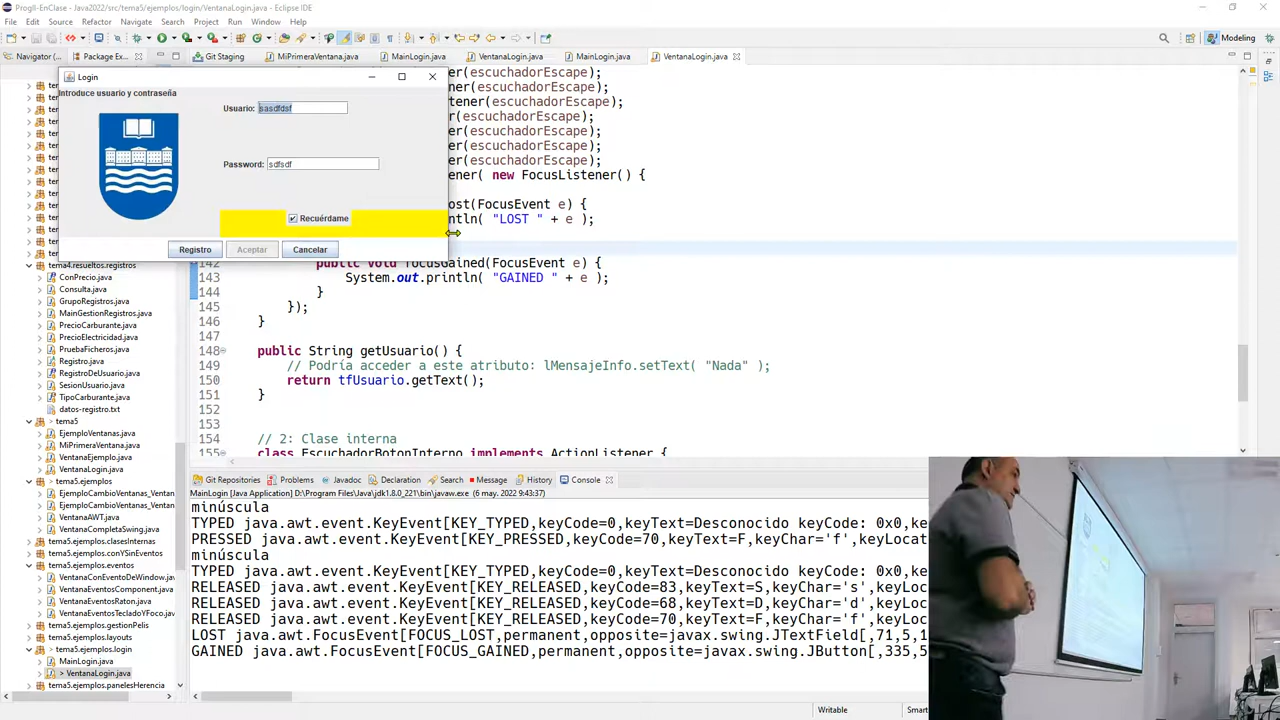 ProgII-EnClase - Java2022/src/tema5/ejemplos/login/VentanaLogin.java - Eclipse IDE
File Edit Source Refactor Navigate Search Project Run Window Help
Modeling
Navigator ( Package Ex... Git Staging MiPrimeraVentana.java MainLogin.java VentanaLogin.java MainLogin.java VentanaLogin.java
Login
Introduce usuario y contraseña
Usuario: sasdfdsf
Password: sdfsdf
Recuérdame
Registro Aceptar Cancelar
er(escuchadorEscape);
er(escuchadorEscape);
tener(escuchadorEscape);
er(escuchadorEscape);
er(escuchadorEscape);
er(escuchadorEscape);
ener( new FocusListener() {
ost(FocusEvent e) {
ln( "LOST " + e );
142 public void focusGained(FocusEvent e) {
143 System.out.println( "GAINED " + e );
144 }
145 });
146 }
147
148 public String getUsuario() {
149 // Podría acceder a este atributo: lMensajeInfo.setText( "Nada" );
150 return tfUsuario.getText();
151 }
152
153
154 // 2: Clase interna
155 class EscuchadorBotonInterno implements ActionListener {
tema4.resueltos.registros
ConPrecio.java
Consulta.java
GrupoRegistros.java
MainGestionRegistros.java
PrecioCarburante.java
PrecioElectricidad.java
PruebaFicheros.java
Registro.java
RegistroDeUsuario.java
SesionUsuario.java
TipoCarburante.java
datos-registro.txt
> tema5
EjemploVentanas.java
MiPrimeraVentana.java
VentanaEjemplo.java
VentanaLogin.java
tema5.ejemplos
EjemploCambioVentanas_Ventan
EjemploCambioVentanas_Ventan
VentanaAWT.java
VentanaCompletaSwing.java
tema5.ejemplos.clasesInternas
tema5.ejemplos.conYSinEventos
tema5.ejemplos.eventos
VentanaConEventoDeWindow.java
VentanaEventosComponent.java
VentanaEventosRaton.java
VentanaEventosTecladoYFoco.java
tema5.ejemplos.gestionPelis
tema5.ejemplos.layouts
> tema5.ejemplos.login
MainLogin.java
> VentanaLogin.java
tema5.ejemplos.panelesHerencia
Git Repositories Problems Javadoc Declaration Search Message History Console
MainLogin [Java Application] D:\Program Files\Java\jdk1.8.0_221\bin\javaw.exe (6 may. 2022 9:43:37)
minúscula
TYPED java.awt.event.KeyEvent[KEY_TYPED,keyCode=0,keyText=Desconocido keyCode: 0x0,ke
PRESSED java.awt.event.KeyEvent[KEY_PRESSED,keyCode=70,keyText=F,keyChar='f',keyLocat
minúscula
TYPED java.awt.event.KeyEvent[KEY_TYPED,keyCode=0,keyText=Desconocido keyCode: 0x0,ke
RELEASED java.awt.event.KeyEvent[KEY_RELEASED,keyCode=83,keyText=S,keyChar='s',keyLoc
RELEASED java.awt.event.KeyEvent[KEY_RELEASED,keyCode=68,keyText=D,keyChar='d',keyLoc
RELEASED java.awt.event.KeyEvent[KEY_RELEASED,keyCode=70,keyText=F,keyChar='f',keyLoc
LOST java.awt.FocusEvent[FOCUS_LOST,permanent,opposite=javax.swing.JTextField[,71,5,1
GAINED java.awt.FocusEvent[FOCUS_GAINED,permanent,opposite=javax.swing.JButton[,335,5
Writable Smart